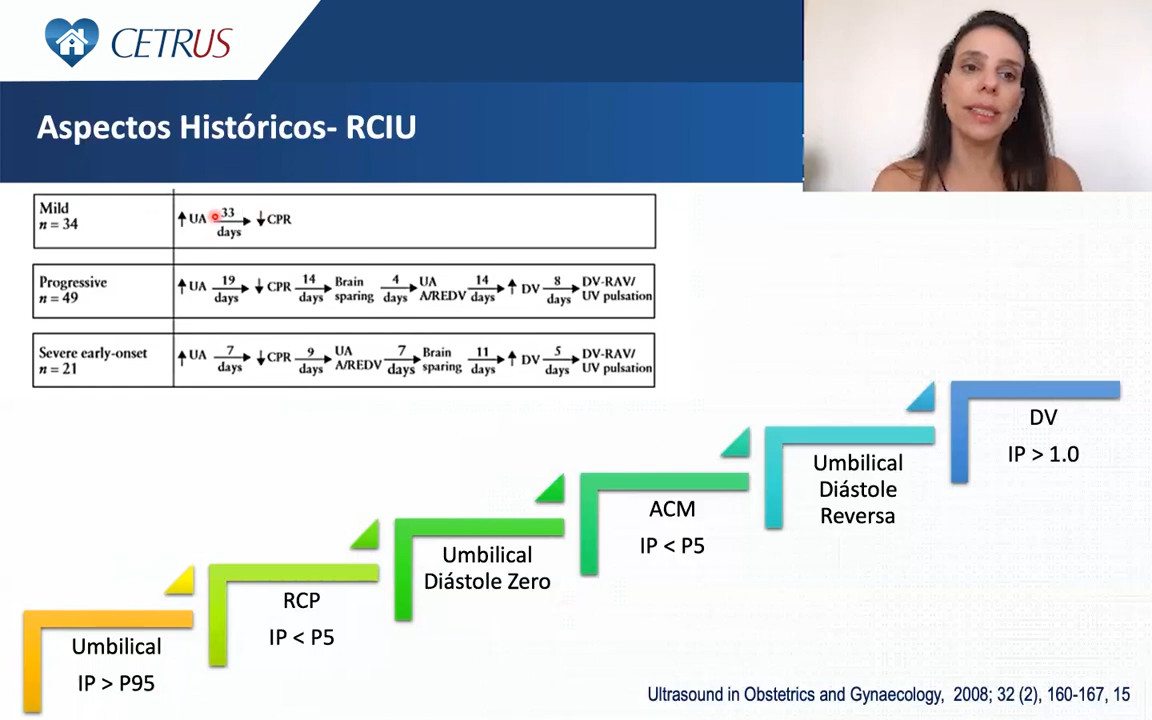 CETRUS
Aspectos Históricos- RCIU
Mild
n = 34
↑ UA 33 days → ↓ CPR
Progressive
n = 49
↑ UA 19 days → ↓ CPR 14 days → Brain sparing 4 days → UA A/REDV 14 days → ↑ DV 8 days → DV-RAV/ UV pulsation
Severe early-onset
n = 21
↑ UA 7 days → ↓ CPR 9 days → UA A/REDV 7 days → Brain sparing 11 days → ↑ DV 5 days → DV-RAV/ UV pulsation
Umbilical
IP > P95
RCP
IP < P5
Umbilical
Diástole Zero
ACM
IP < P5
Umbilical
Diástole
Reversa
DV
IP > 1.0
Ultrasound in Obstetrics and Gynaecology, 2008; 32 (2), 160-167, 15